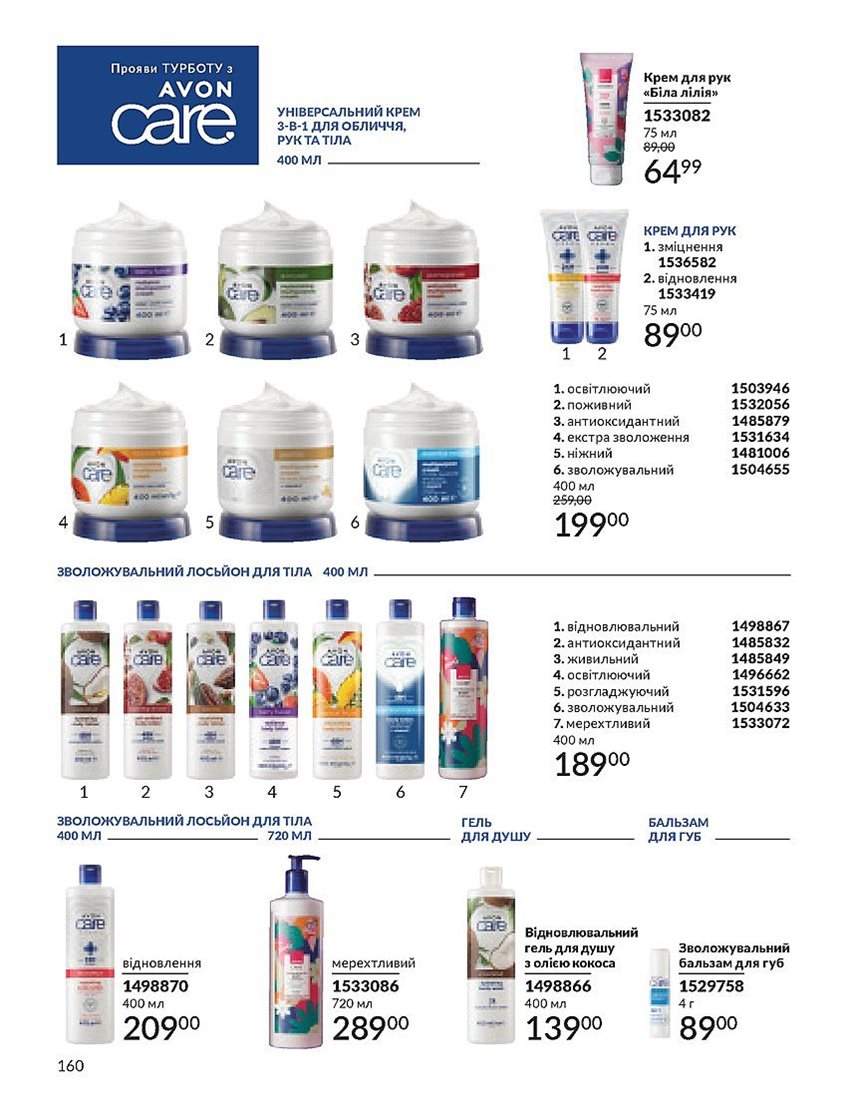 Прояви ТУРБОТУ з
AVON
care
УНІВЕРСАЛЬНИЙ КРЕМ
3-В-1 ДЛЯ ОБЛИЧЧЯ,
РУК ТА ТІЛА
400 МЛ
Крем для рук
«Біла лілія»
1533082
75 мл
89,00
64 99
КРЕМ ДЛЯ РУК
1. зміцнення
1536582
2. відновлення
1533419
75 мл
89 00
1 2
1 2 3
4 5 6
1. освітлюючий 1503946
2. поживний 1532056
3. антиоксидантний 1485879
4. екстра зволоження 1531634
5. ніжний 1481006
6. зволожувальний 1504655
400 мл
259,00
199 00
ЗВОЛОЖУВАЛЬНИЙ ЛОСЬЙОН ДЛЯ ТІЛА 400 МЛ
1 2 3 4 5 6 7
1. відновлювальний 1498867
2. антиоксидантний 1485832
3. живильний 1485849
4. освітлюючий 1496662
5. розгладжуючий 1531596
6. зволожувальний 1504633
7. мерехтливий 1533072
400 мл
189 00
ЗВОЛОЖУВАЛЬНИЙ ЛОСЬЙОН ДЛЯ ТІЛА
400 МЛ 720 МЛ
ГЕЛЬ
ДЛЯ ДУШУ
БАЛЬЗАМ
ДЛЯ ГУБ
відновлення
1498870
400 мл
209 00
мерехтливий
1533086
720 мл
289 00
Відновлювальний
гель для душу
з олією кокоса
1498866
400 мл
139 00
Зволожувальний
бальзам для губ
1529758
4 г
89 00
160